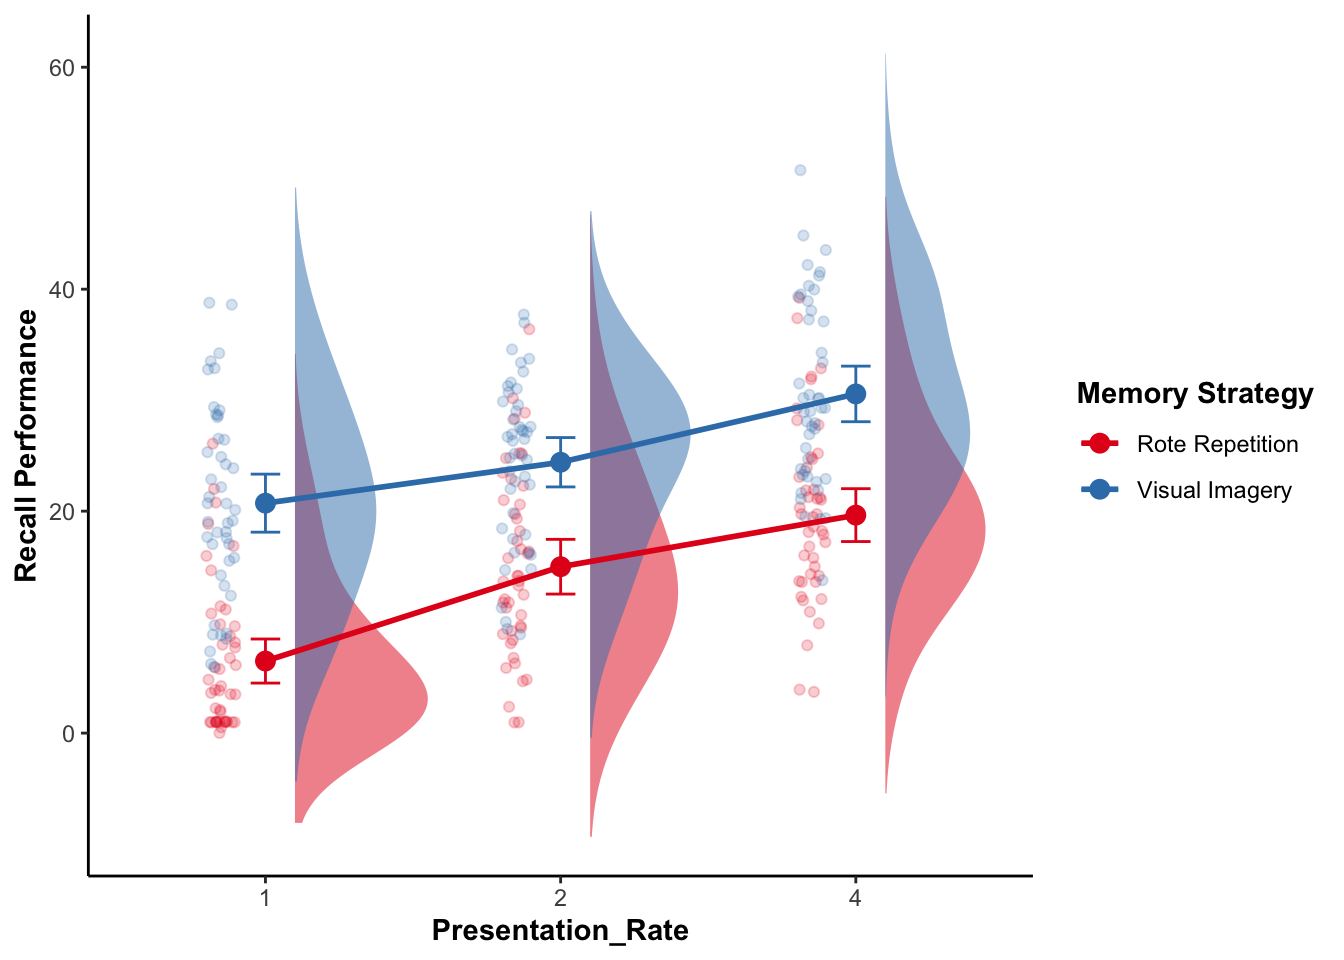 60
40
20
0
Recall Performance
1
2
4
Presentation_Rate
Memory Strategy
Rote Repetition
Visual Imagery